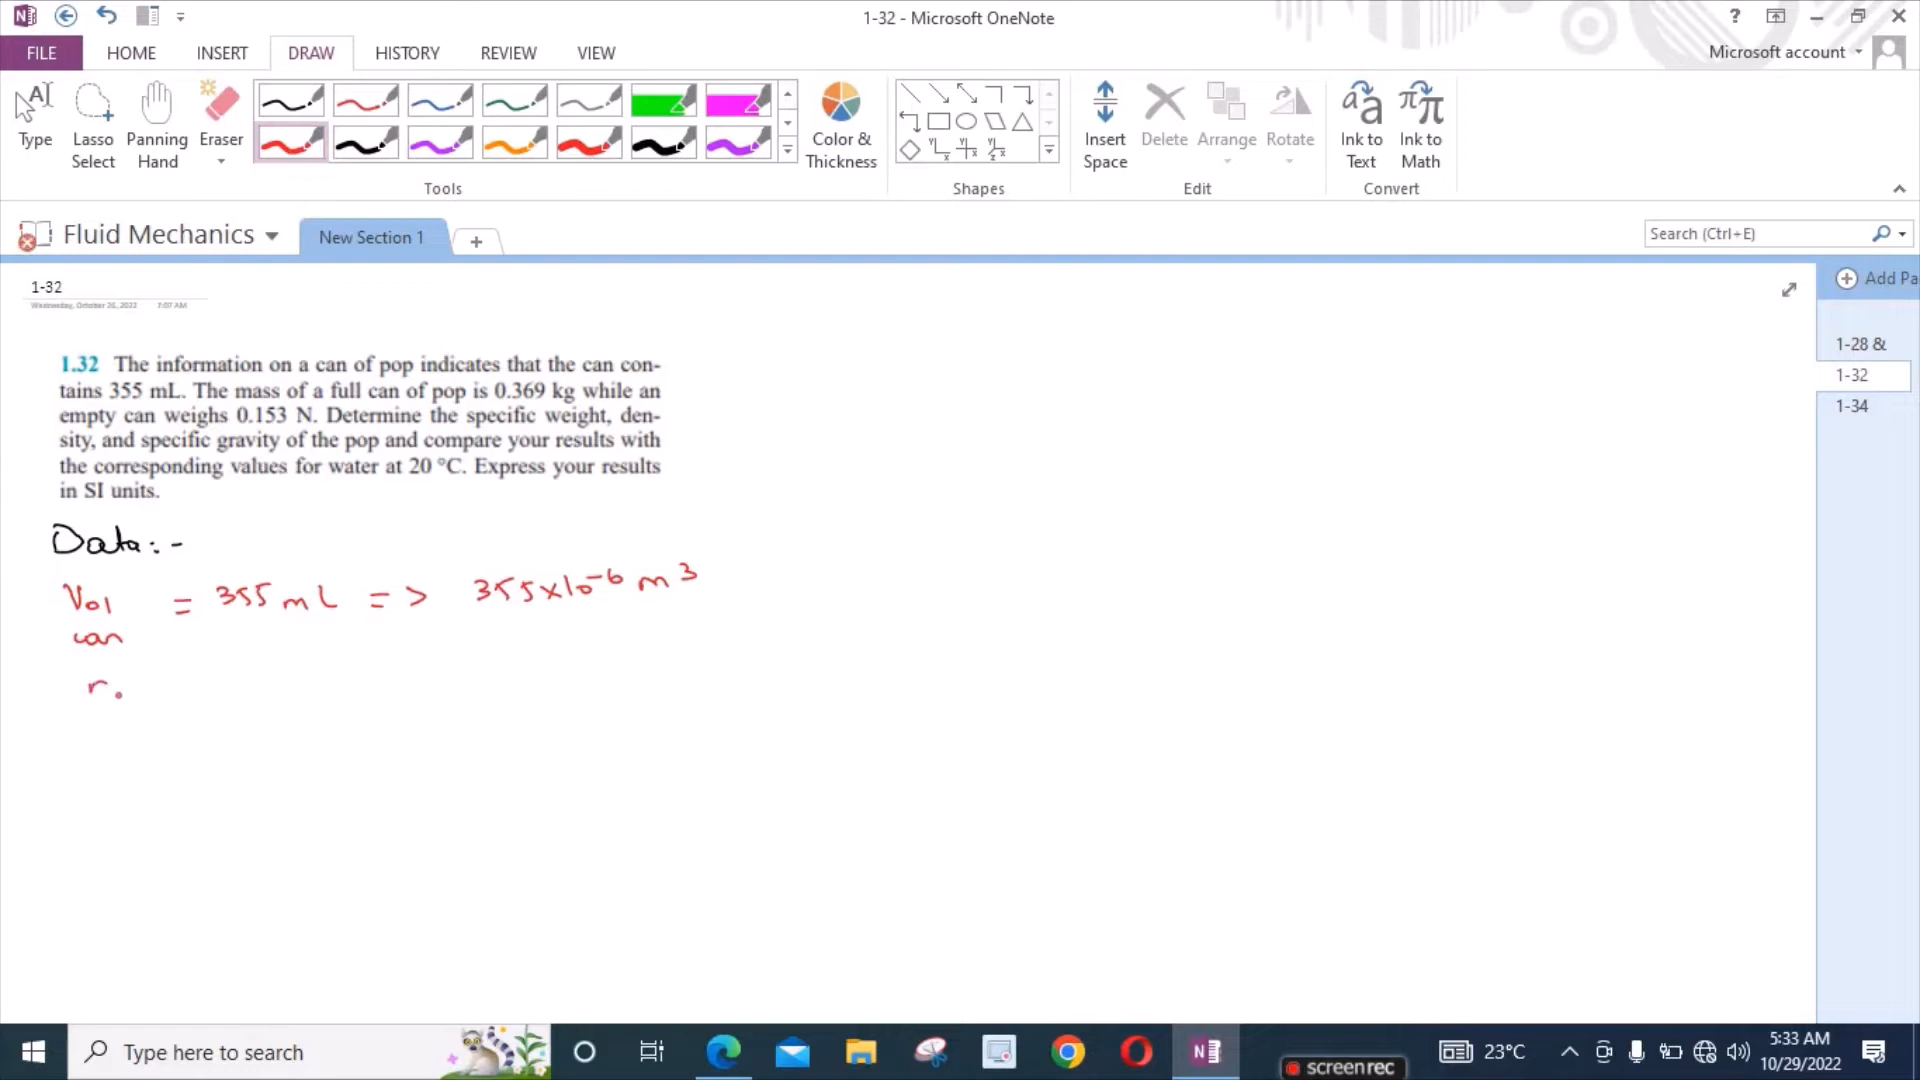 1-32 - Microsoft OneNote
?
Microsoft account
FILE HOME INSERT DRAW HISTORY REVIEW VIEW
Type
Lasso Select
Panning Hand
Eraser
Color & Thickness
Insert Space
Delete
Arrange
Rotate
Ink to Text
Ink to Math
Tools
Shapes
Edit
Convert
Fluid Mechanics
New Section 1
Search (Ctrl+E)
1-32
Wednesday, October 26, 2022 7:07 AM
Add Pa
1-28 &
1-32
1-34
1.32 The information on a can of pop indicates that the can con-
tains 355 mL. The mass of a full can of pop is 0.369 kg while an
empty can weighs 0.153 N. Determine the specific weight, den-
sity, and specific gravity of the pop and compare your results with
the corresponding values for water at 20 °C. Express your results
in SI units.
Data:-
Vol = 355 mL => 355x10-6 m3
can
Type here to search
screenrec
23°C
5:33 AM
10/29/2022